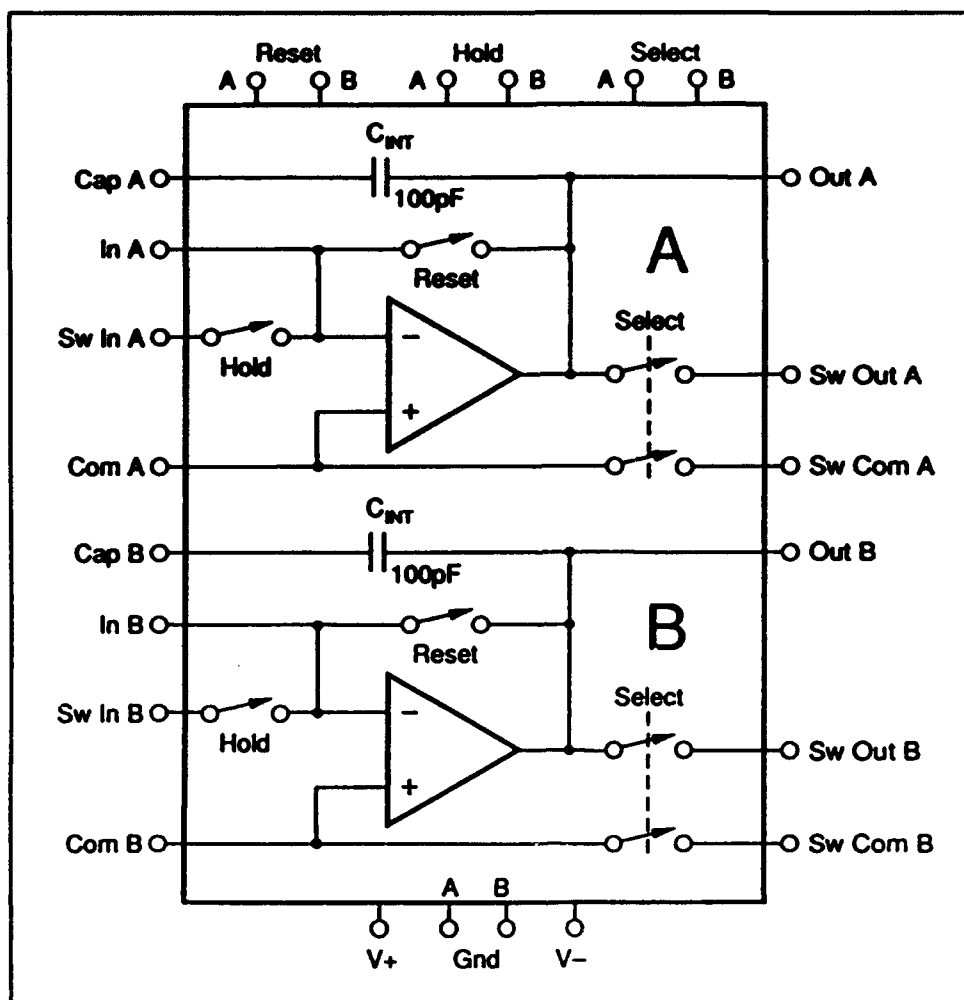 Reset Hold Select
A B A B A B
C_INT
Cap A 100pF Out A
In A Reset A
Select
Sw In A Hold −
Sw Out A
+
Com A Sw Com A
C_INT
Cap B 100pF Out B
In B Reset B
Select
Sw In B Hold −
Sw Out B
+
Com B Sw Com B
A B
V+ Gnd V−